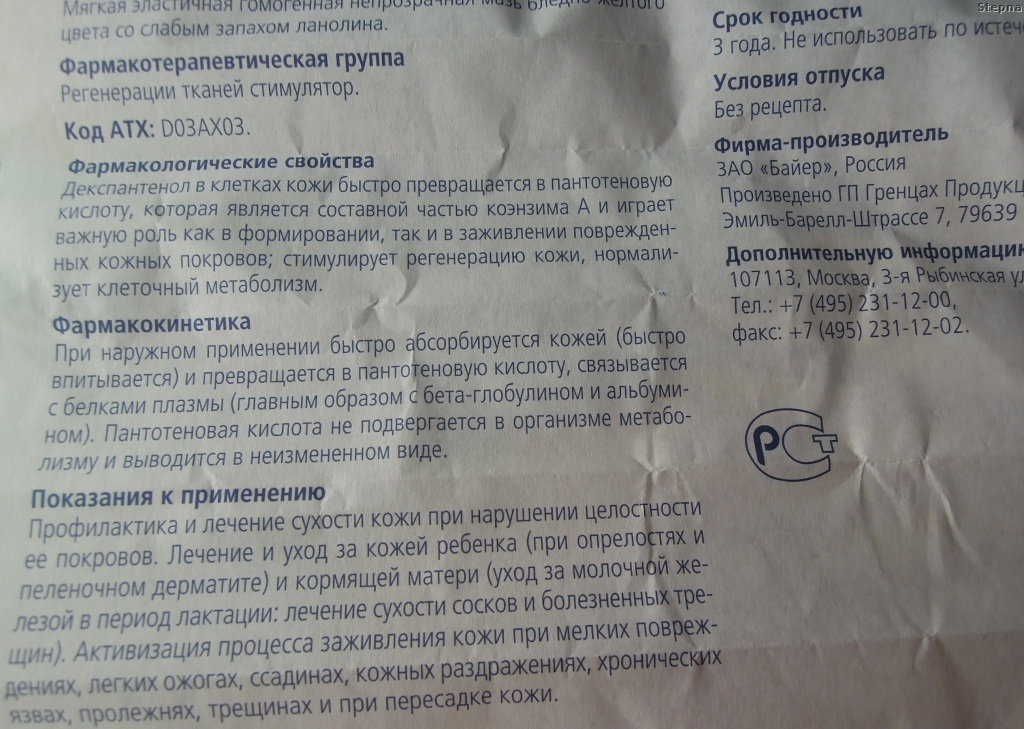 Мягкая эластичная гомогенная непрозрачная мазь бледно-желтого
цвета со слабым запахом ланолина.
Фармакотерапевтическая группа
Регенерации тканей стимулятор.
Код АТХ: D03AX03.
Фармакологические свойства
Декспантенол в клетках кожи быстро превращается в пантотеновую
кислоту, которая является составной частью коэнзима А и играет
важную роль как в формировании, так и в заживлении поврежден-
ных кожных покровов; стимулирует регенерацию кожи, нормали-
зует клеточный метаболизм.
Фармакокинетика
При наружном применении быстро абсорбируется кожей (быстро
впитывается) и превращается в пантотеновую кислоту, связывается
с белками плазмы (главным образом с бета-глобулином и альбуми-
ном). Пантотеновая кислота не подвергается в организме метабо-
лизму и выводится в неизмененном виде.
Показания к применению
Профилактика и лечение сухости кожи при нарушении целостности
ее покровов. Лечение и уход за кожей ребенка (при опрелостях и
пеленочном дерматите) и кормящей матери (уход за молочной же-
лезой в период лактации: лечение сухости сосков и болезненных тре-
щин). Активизация процесса заживления кожи при мелких повреж-
дениях, легких ожогах, ссадинах, кожных раздражениях, хронических
язвах, пролежнях, трещинах и при пересадке кожи.
Stepna
Срок годности
3 года. Не использовать по истеч
Условия отпуска
Без рецепта.
Фирма-производитель
ЗАО «Байер», Россия
Произведено ГП Гренцах Продукц
Эмиль-Барелл-Штрассе 7, 79639
Дополнительную информацию
107113, Москва, 3-я Рыбинская ул
Тел.: +7 (495) 231-12-00,
факс: +7 (495) 231-12-02.
РСТ